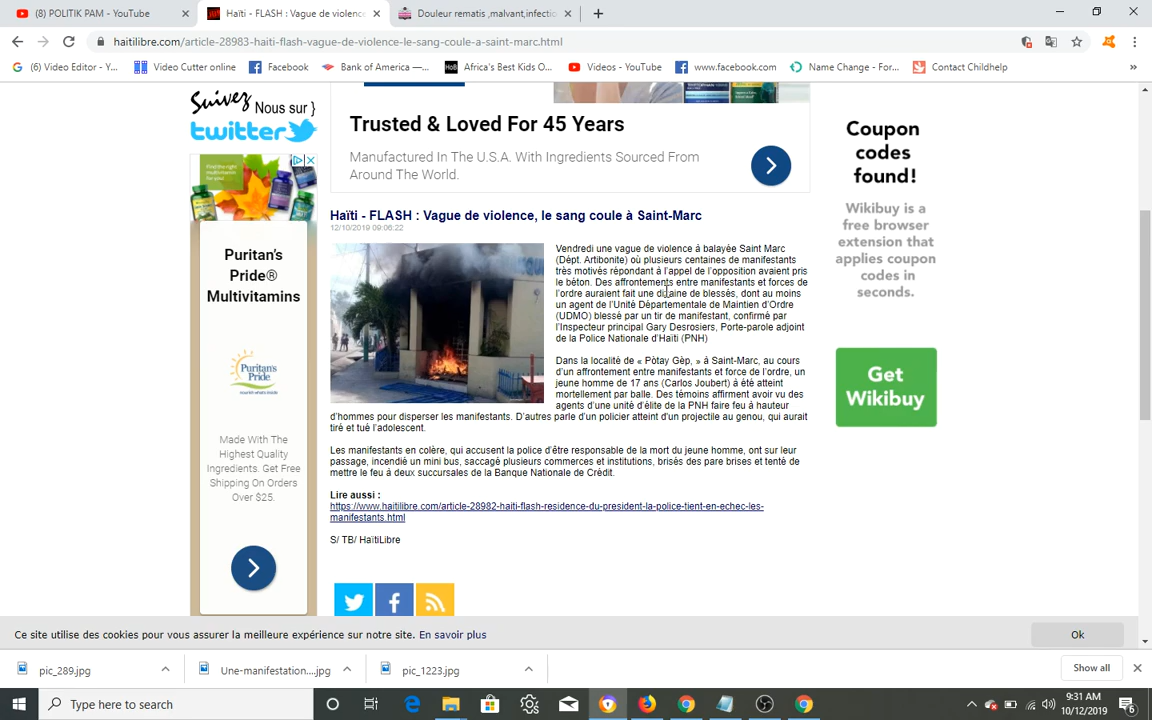 (8) POLITIK PAM - YouTube
Haïti - FLASH : Vague de violence
Douleur rematis ,malvant,infectio
haitilibre.com/article-28983-haiti-flash-vague-de-violence-le-sang-coule-a-saint-marc.html
(6) Video Editor - Y...
Video Cutter online
Facebook
Bank of America —...
Africa's Best Kids O...
Videos - YouTube
www.facebook.com
Name Change - For...
Contact Childhelp
»
Suivez Nous sur }
twitter
Find the right multivitamin for you!
Puritan's
Pride®
Multivitamins
Puritan's
Pride
Made With The
Highest Quality
Ingredients. Get Free
Shipping On Orders
Over $25.
Trusted & Loved For 45 Years
Manufactured In The U.S.A. With Ingredients Sourced From
Around The World.
Haïti - FLASH : Vague de violence, le sang coule à Saint-Marc
12/10/2019 09:06:22
Vendredi une vague de violence à balayée Saint Marc
(Dépt. Artibonite) où plusieurs centaines de manifestants
très motivés répondant à l'appel de l'opposition avaient pris
le béton. Des affrontements entre manifestants et forces de
l'ordre auraient fait une dizaine de blessés, dont au moins
un agent de l'Unité Départementale de Maintien d'Ordre
(UDMO) blessé par un tir de manifestant, confirmé par
l'Inspecteur principal Gary Desrosiers, Porte-parole adjoint
de la Police Nationale d'Haïti (PNH)
Dans la localité de « Pòtay Gèp, » à Saint-Marc, au cours
d'un affrontement entre manifestants et force de l'ordre, un
jeune homme de 17 ans (Carlos Joubert) à été atteint
mortellement par balle. Des témoins affirment avoir vu des
agents d'une unité d'élite de la PNH faire feu à hauteur
d'hommes pour disperser les manifestants. D'autres parle d'un policier atteint d'un projectile au genou, qui aurait
tiré et tué l'adolescent.
Les manifestants en colère, qui accusent la police d'être responsable de la mort du jeune homme, ont sur leur
passage, incendié un mini bus, saccagé plusieurs commerces et institutions, brisés des pare brises et tenté de
mettre le feu à deux succursales de la Banque Nationale de Crédit.
Lire aussi :
https://www.haitilibre.com/article-28982-haiti-flash-residence-du-president-la-police-tient-en-echec-les-
manifestants.html
S/ TB/ HaïtiLibre
Coupon
codes
found!
Wikibuy is a
free browser
extension that
applies coupon
codes in
seconds.
Get
Wikibuy
Ce site utilise des cookies pour vous assurer la meilleure expérience sur notre site. En savoir plus
Ok
pic_289.jpg
Une-manifestation....jpg
pic_1223.jpg
Show all
Type here to search
9:31 AM
10/12/2019
6